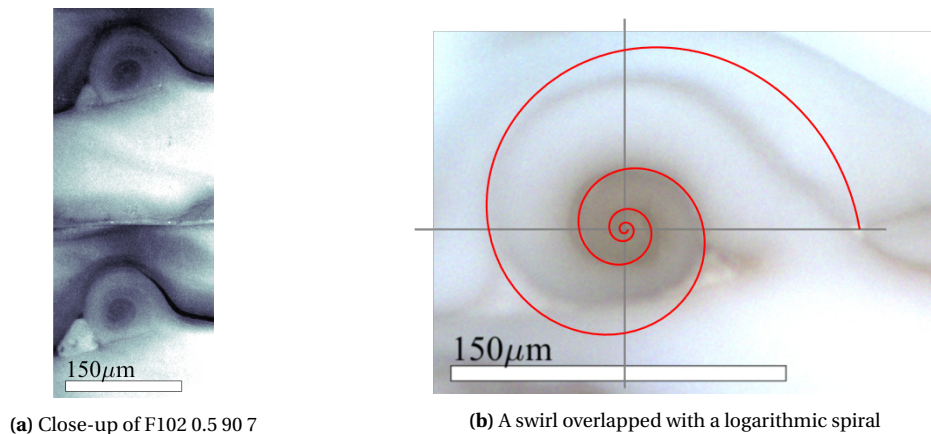 150μm
(a) Close-up of F102 0.5 90 7
150μm
(b) A swirl overlapped with a logarithmic spiral